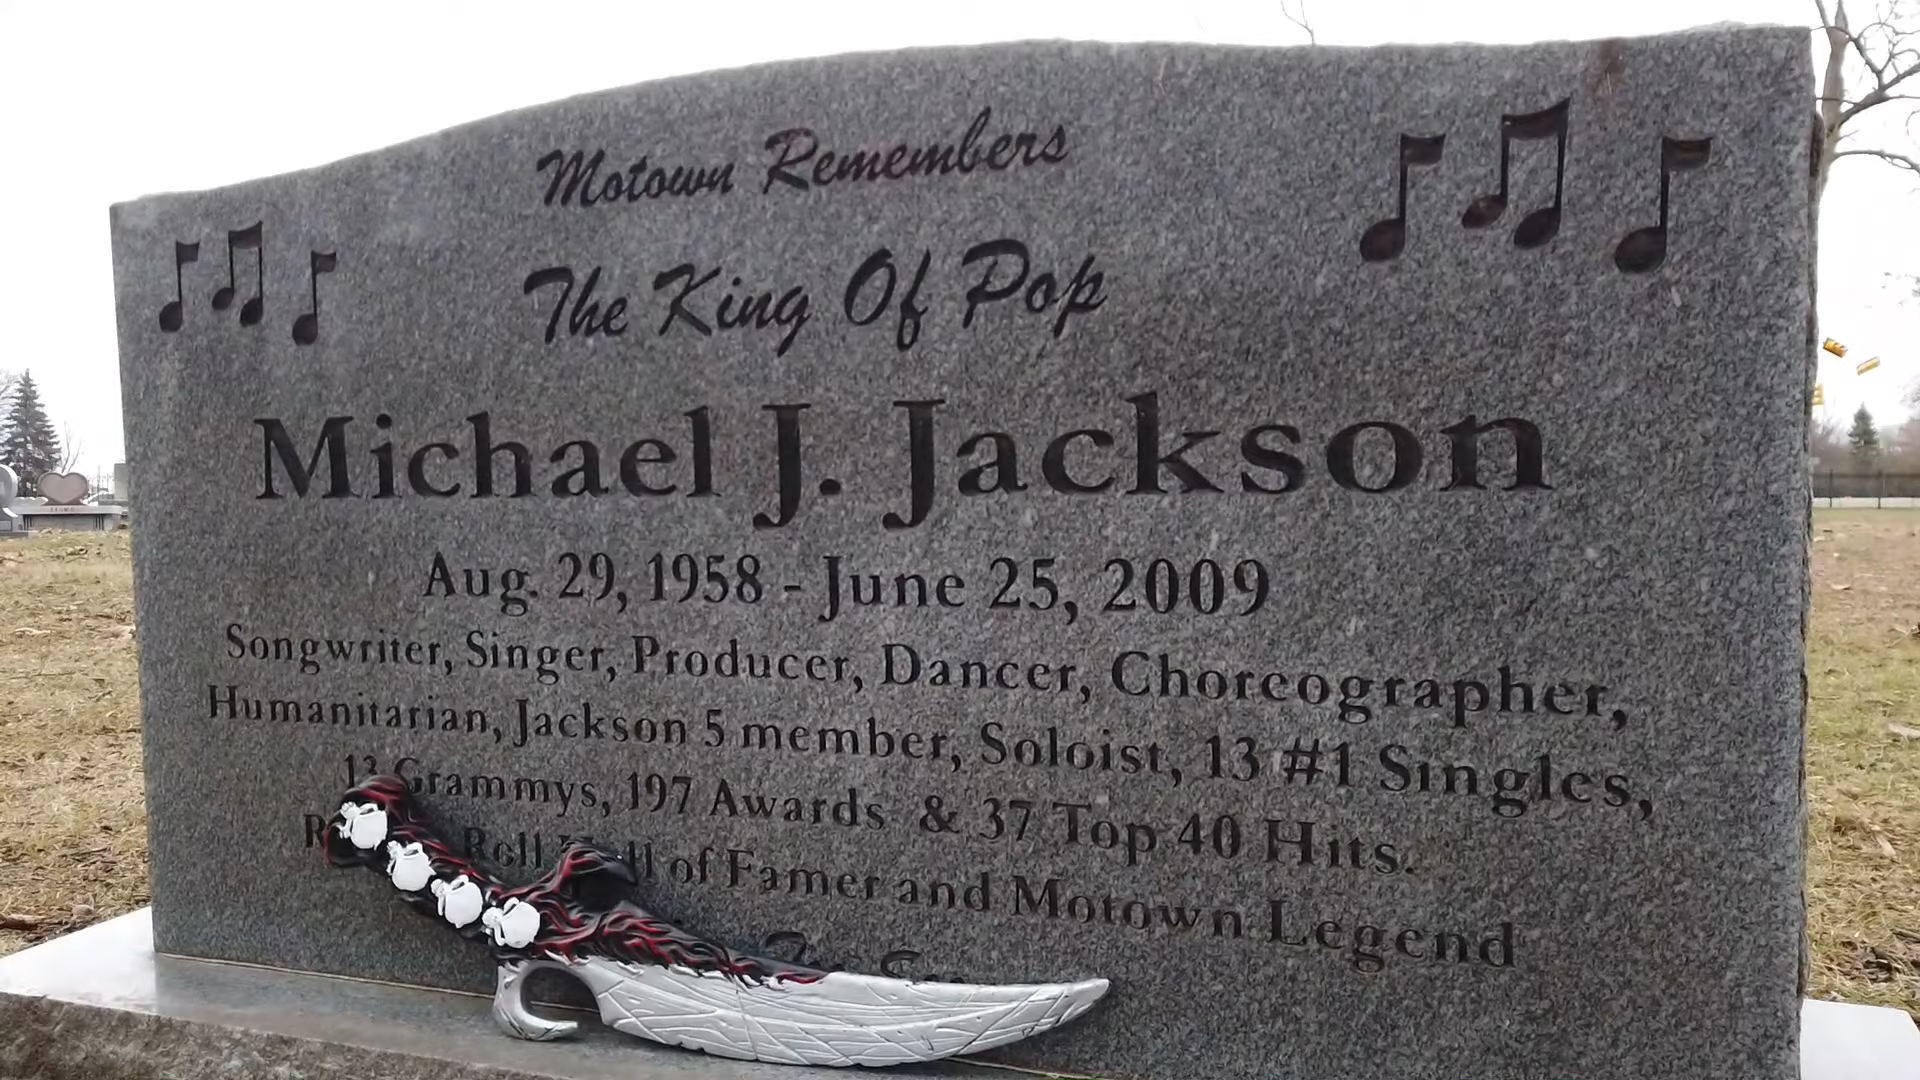 Motown Remembers
The King Of Pop
Michael J. Jackson
Aug. 29, 1958 - June 25, 2009
Songwriter, Singer, Producer, Dancer, Choreographer,
Humanitarian, Jackson 5 member, Soloist, 13 #1 Singles,
13 Grammys, 197 Awards & 37 Top 40 Hits.
Roll Hall of Famer and Motown Legend